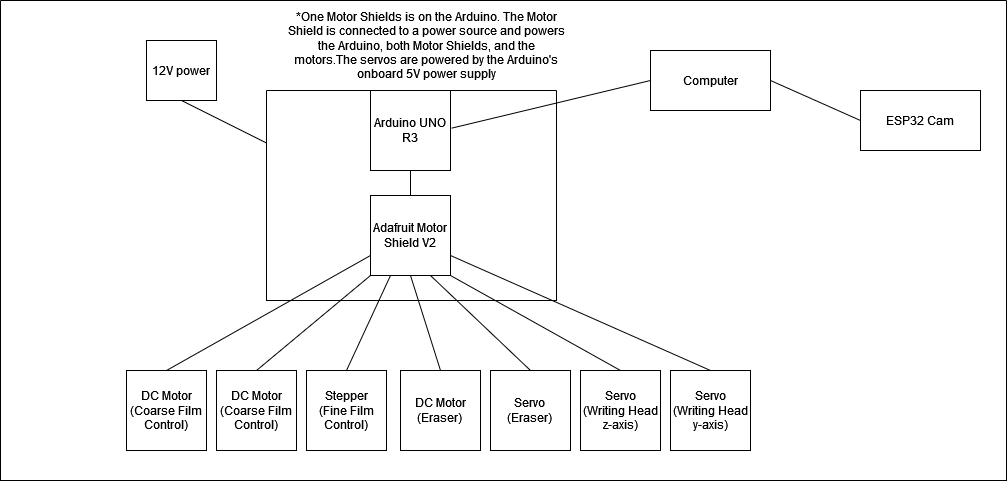 *One Motor Shields is on the Arduino. The Motor
Shield is connected to a power source and powers
the Arduino, both Motor Shields, and the
motors.The servos are powered by the Arduino's
onboard 5V power supply
12V power
Computer
Arduino UNO
R3
ESP32 Cam
Adafruit Motor
Shield V2
DC Motor
(Coarse Film
Control)
DC Motor
(Coarse Film
Control)
Stepper
(Fine Film
Control)
DC Motor
(Eraser)
Servo
(Eraser)
Servo
(Writing Head
z-axis)
Servo
(Writing Head
y-axis)